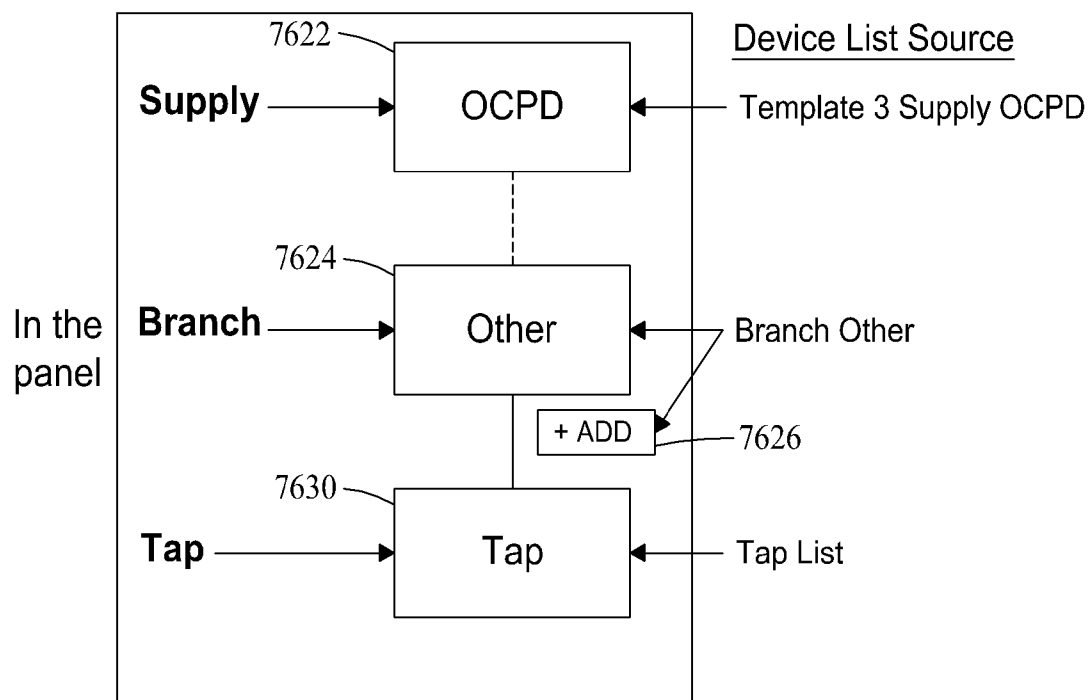 7622
Device List Source
Supply
OCPD
Template 3 Supply OCPD
7624
In the
panel
Branch
Other
Branch Other
+ ADD
7626
7630
Tap
Tap
Tap List